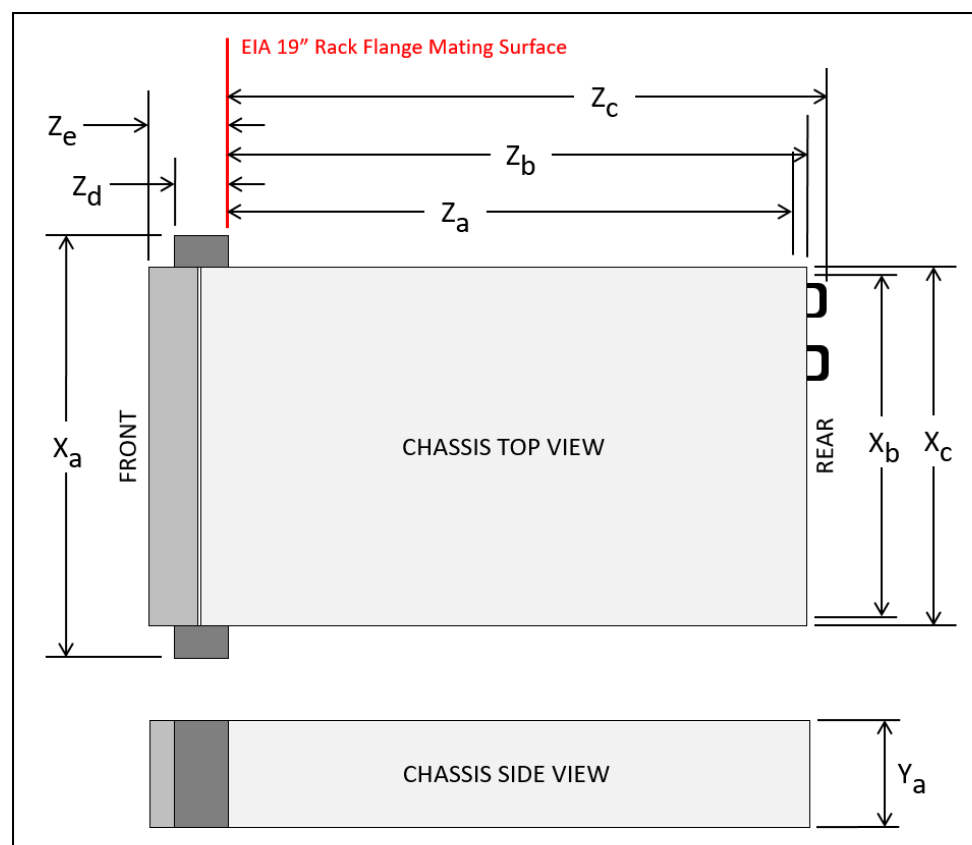 EIA 19” Rack Flange Mating Surface
Zc
Ze
Zb
Zd
Za
FRONT
Xa
CHASSIS TOP VIEW
REAR
Xb
Xc
CHASSIS SIDE VIEW
Ya